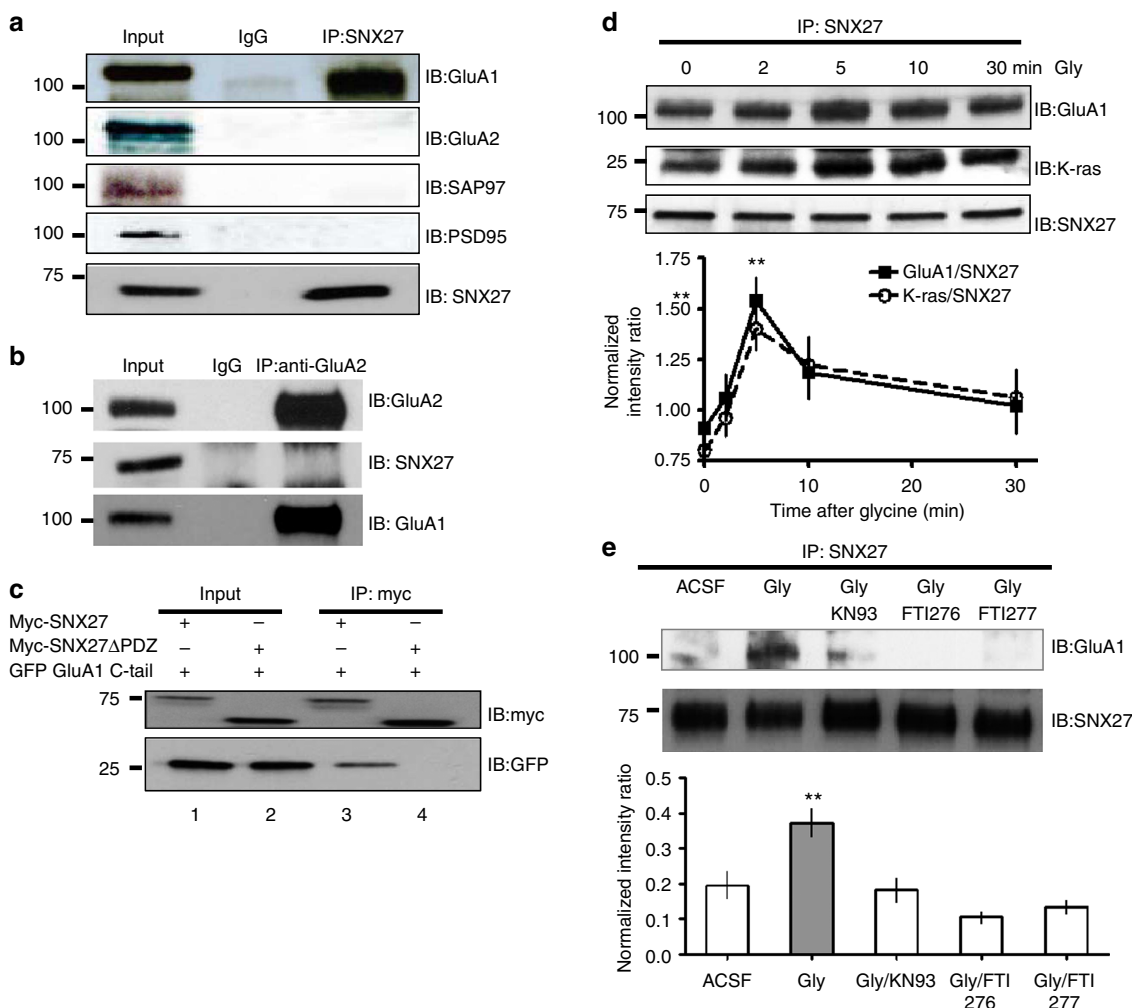 a
Input IgG IP:SNX27
100 IB:GluA1
100 IB:GluA2
100 IB:SAP97
100 IB:PSD95
75 IB: SNX27
b
Input IgG IP:anti-GluA2
100 IB:GluA2
75 IB: SNX27
100 IB: GluA1
c
Input IP: myc
Myc-SNX27 + – + –
Myc-SNX27ΔPDZ – + – +
GFP GluA1 C-tail + + + +
75 IB:myc
25 IB:GFP
1 2 3 4
d
IP: SNX27
0 2 5 10 30 min Gly
100 IB:GluA1
25 IB:K-ras
75 IB:SNX27
Normalized
intensity ratio
1.75
1.50
1.25
1.00
0.75
**
**
GluA1/SNX27
K-ras/SNX27
0 10 20 30
Time after glycine (min)
e
IP: SNX27
ACSF Gly Gly Gly Gly
KN93 FTI276 FTI277
100 IB:GluA1
75 IB:SNX27
Normalized intensity ratio
0.5
0.4
0.3
0.2
0.1
0.0
**
ACSF Gly Gly/KN93 Gly/FTI Gly/FTI
276 277